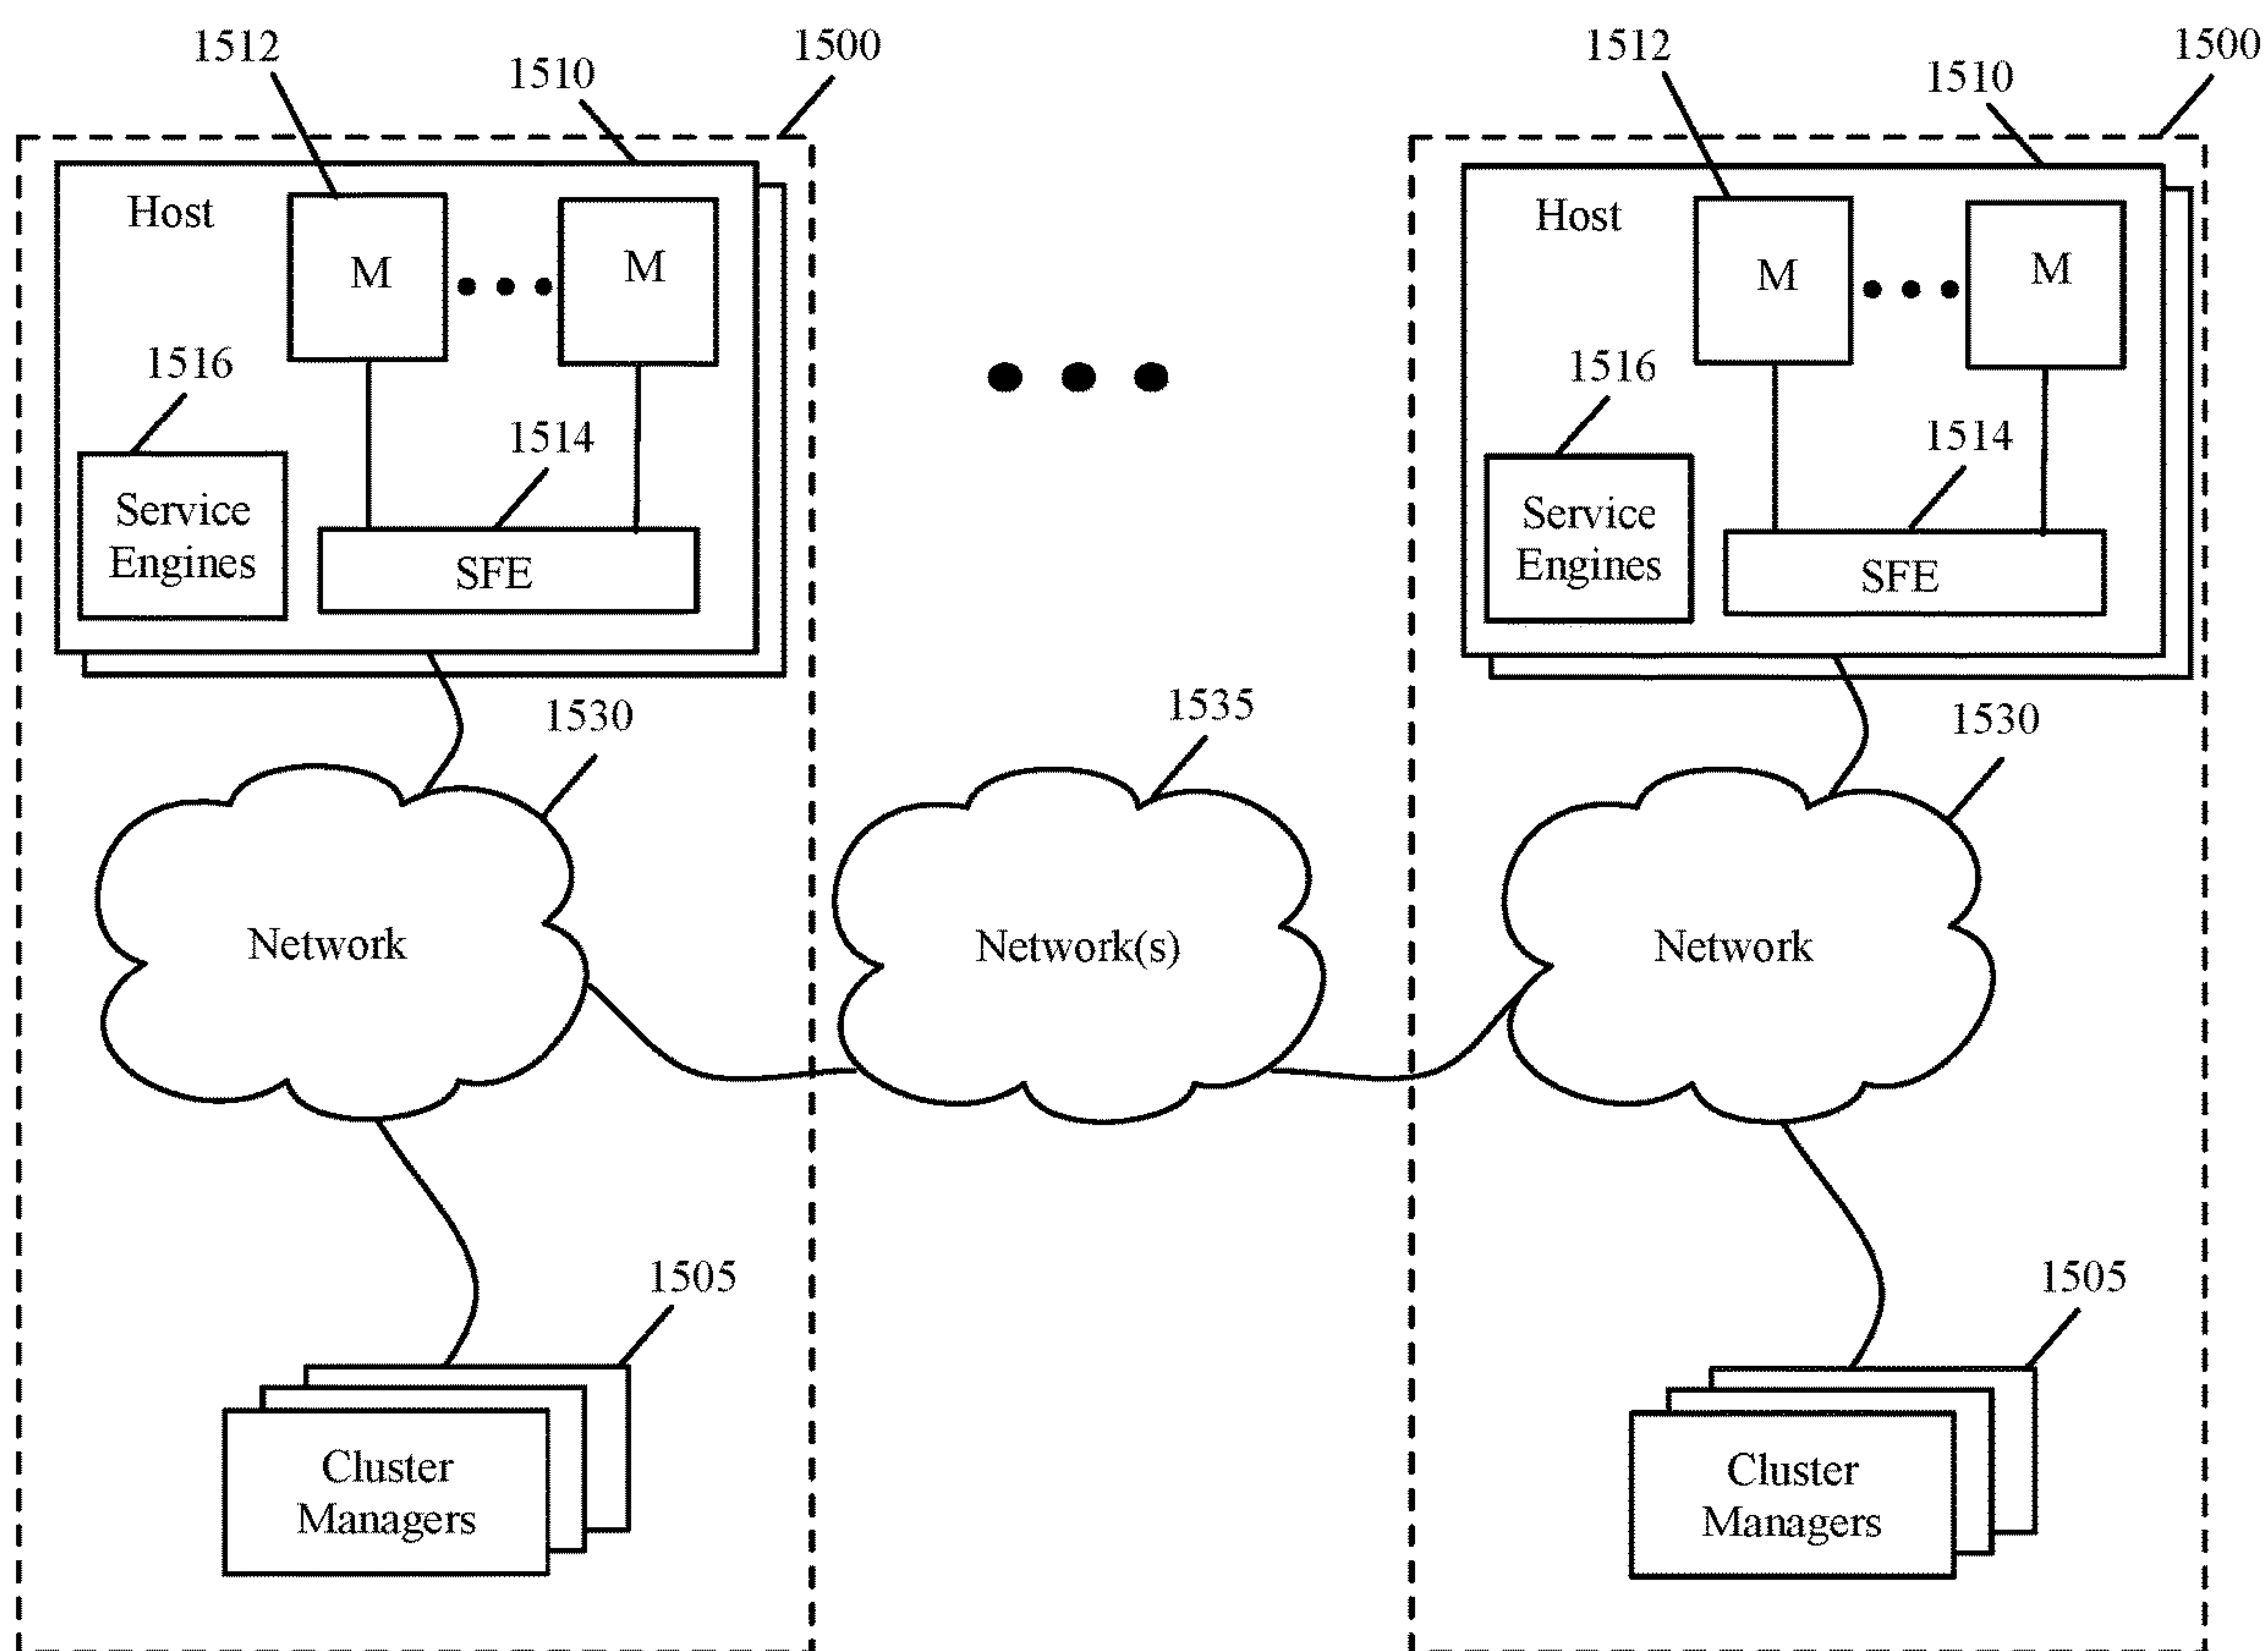 1512
1510
1500
1512
1510
1500
Host
M
M
1516
1514
Service
Engines
SFE
Host
M
M
1516
1514
Service
Engines
SFE
1530
1535
1530
Network
Network(s)
Network
1505
1505
Cluster
Managers
Cluster
Managers